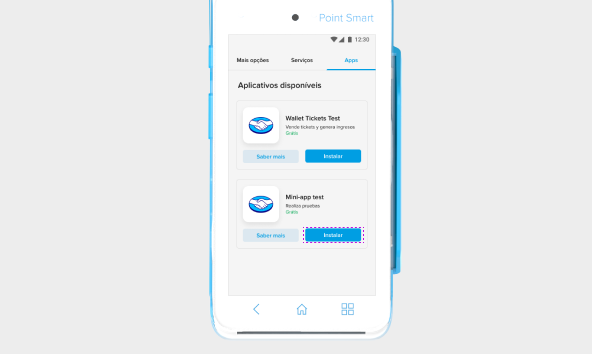 Point Smart
12:30
Mais opções Serviços Apps
Aplicativos disponíveis
Wallet Tickets Test
Vende tickets y genera ingresos
Gratis
Saber mais Instalar
Mini-app test
Realiza pruebas
Gratis
Saber mais Instalar